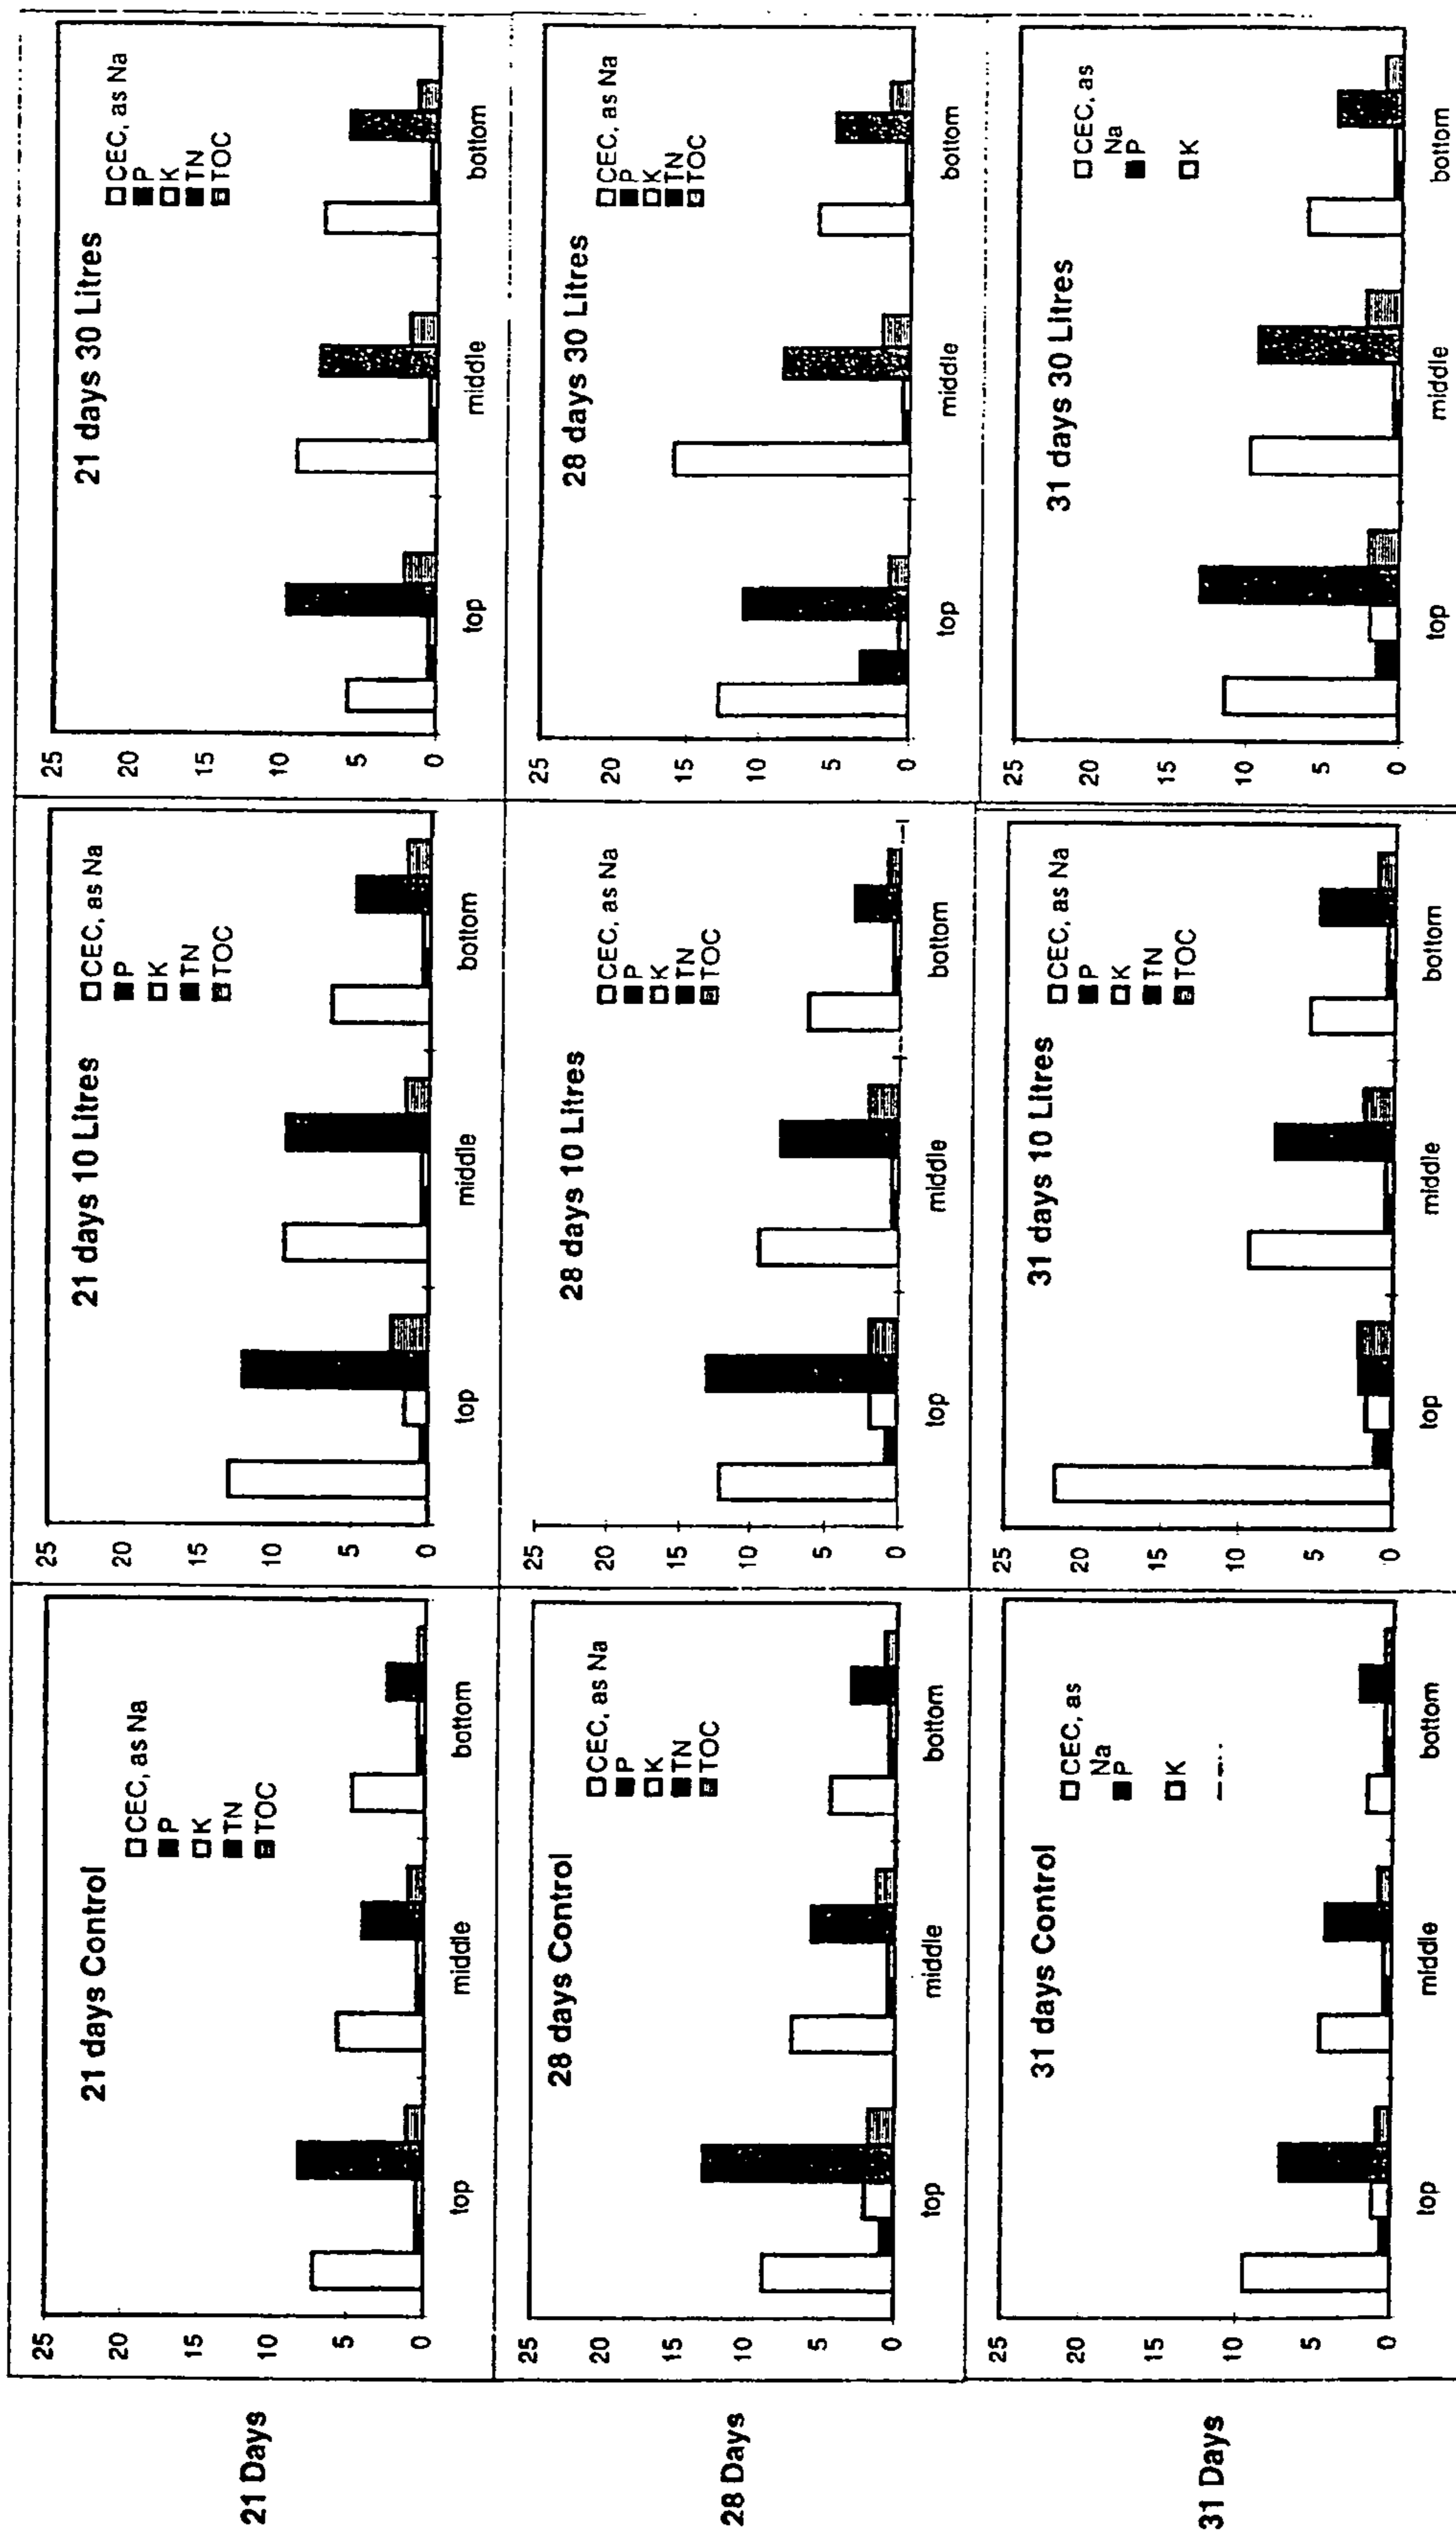 21 Days
21 days Control
25
20
15
10
5
0
CEC, as Na
P
K
TN
TOC
top
middle
bottom
21 days 10 Litres
25
20
15
10
5
0
CEC, as Na
P
K
TN
TOC
top
middle
bottom
21 days 30 Litres
25
20
15
10
5
0
CEC, as Na
P
K
TN
TOC
top
middle
bottom
28 Days
28 days Control
25
20
15
10
5
0
CEC, as Na
P
K
TN
TOC
top
middle
bottom
28 days 10 Litres
25
20
15
10
5
0
CEC, as Na
P
K
TN
TOC
top
middle
bottom
28 days 30 Litres
25
20
15
10
5
0
CEC, as Na
P
K
TN
TOC
top
middle
bottom
31 Days
31 days Control
25
20
15
10
5
0
CEC, as
Na
P
K
top
middle
bottom
31 days 10 Litres
25
20
15
10
5
0
CEC, as Na
P
K
TN
TOC
top
middle
bottom
31 days 30 Litres
25
20
15
10
5
0
CEC, as
Na
P
K
top
middle
bottom